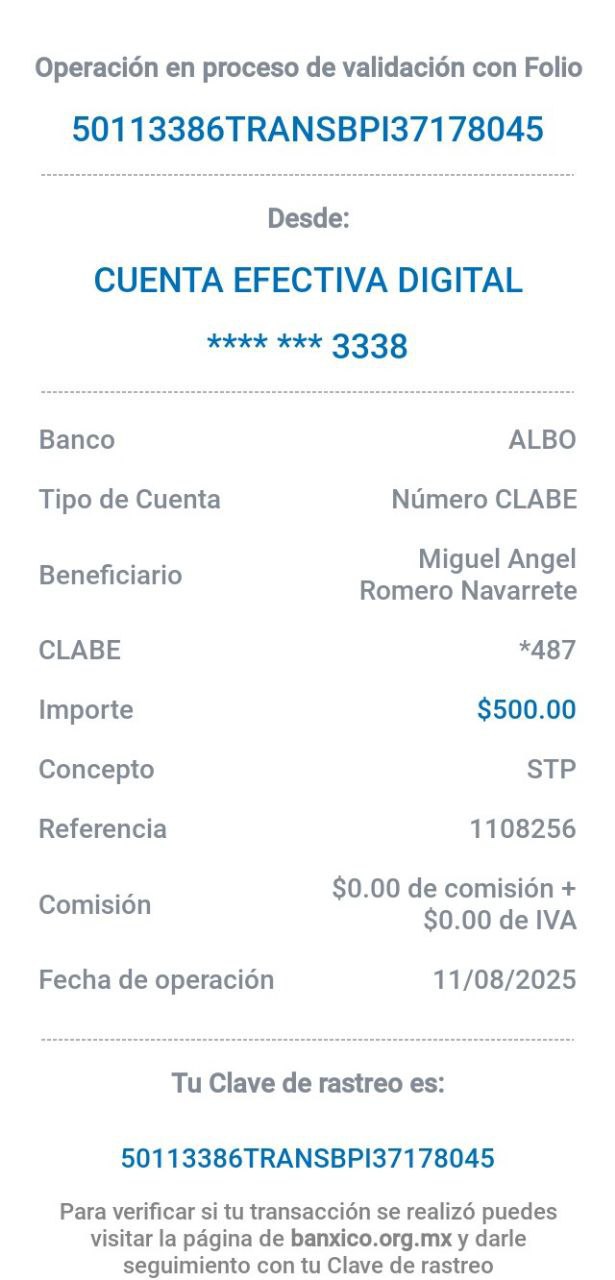 Operación en proceso de validación con Folio
50113386TRANSBPI37178045
Desde:
CUENTA EFECTIVA DIGITAL
**** *** 3338
Banco ALBO
Tipo de Cuenta Número CLABE
Beneficiario Miguel Angel
Romero Navarrete
CLABE *487
Importe $500.00
Concepto STP
Referencia 1108256
Comisión $0.00 de comisión +
$0.00 de IVA
Fecha de operación 11/08/2025
Tu Clave de rastreo es:
50113386TRANSBPI37178045
Para verificar si tu transacción se realizó puedes
visitar la página de banxico.org.mx y darle
seguimiento con tu Clave de rastreo